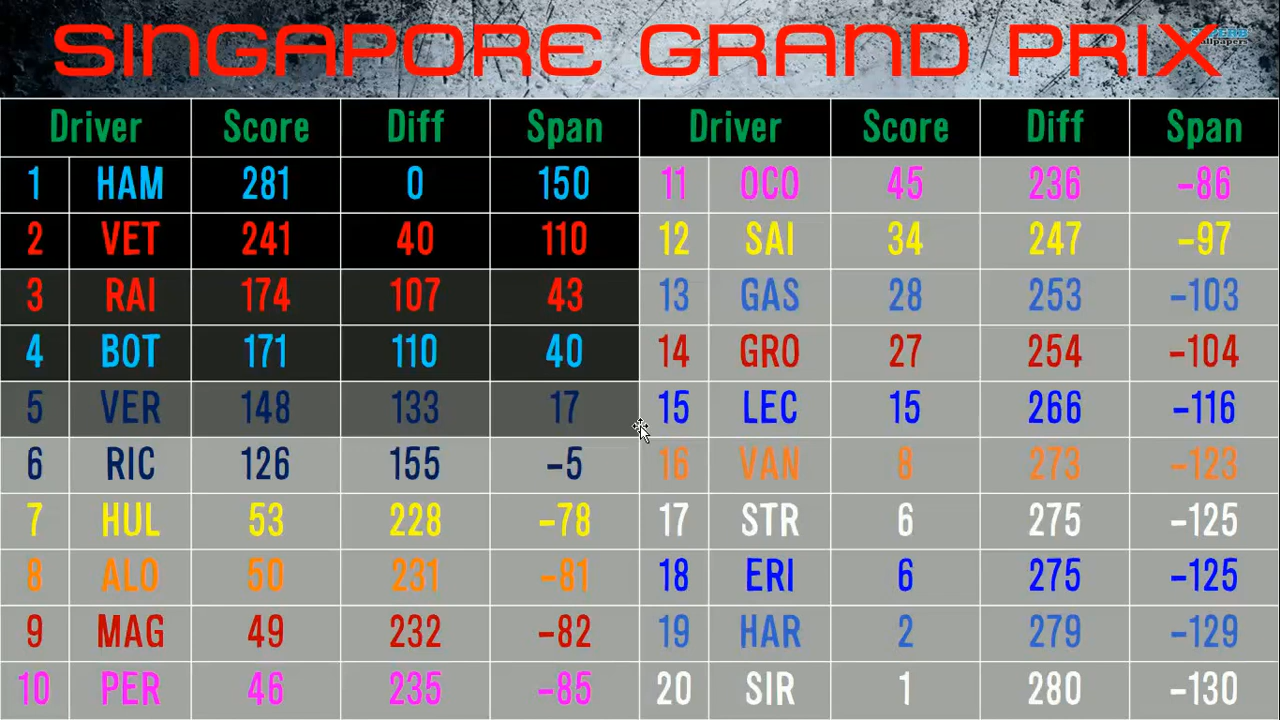 SINGAPORE GRAND PRIX
Driver Score Diff Span Driver Score Diff Span
1 HAM 281 0 150 11 OCO 45 236 -86
2 VET 241 40 110 12 SAI 34 247 -97
3 RAI 174 107 43 13 GAS 28 253 -103
4 BOT 171 110 40 14 GRO 27 254 -104
5 VER 148 133 17 15 LEC 15 266 -116
6 RIC 126 155 -5 16 VAN 8 273 -123
7 HUL 53 228 -78 17 STR 6 275 -125
8 ALO 50 231 -81 18 ERI 6 275 -125
9 MAG 49 232 -82 19 HAR 2 279 -129
10 PER 46 235 -85 20 SIR 1 280 -130